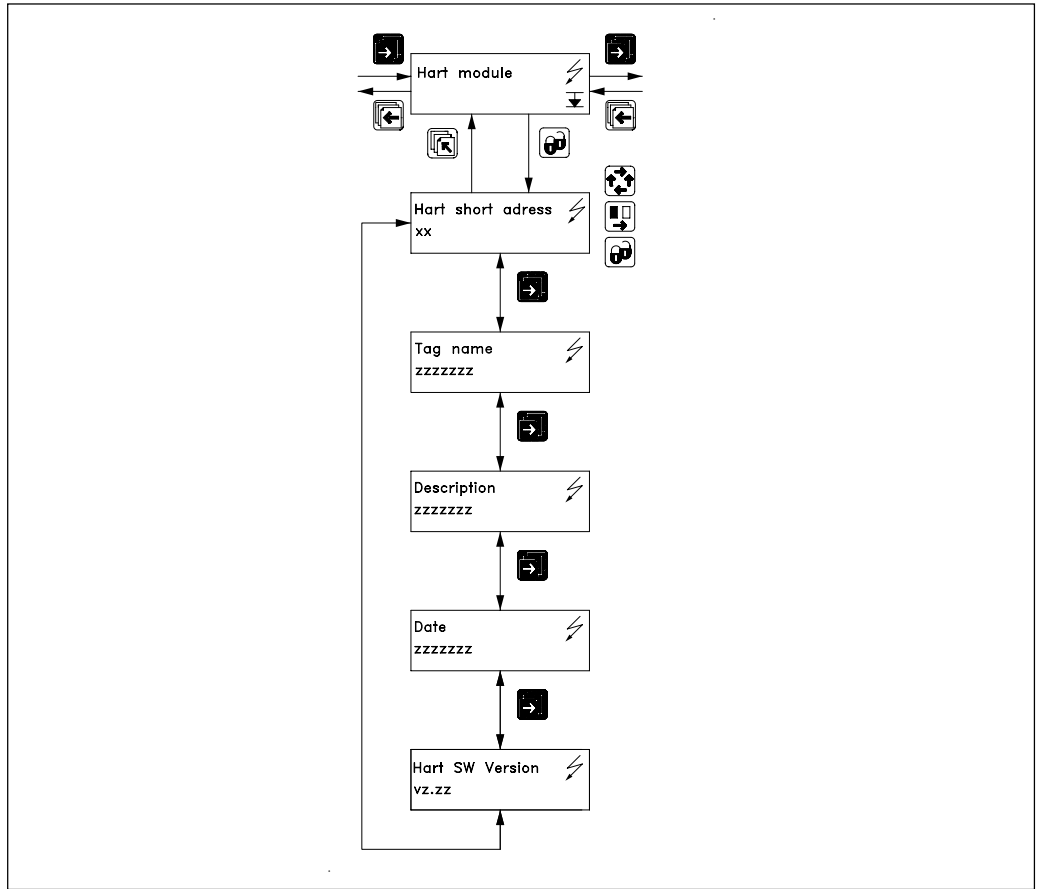 Hart module
Hart short adress
xx
Tag name
zzzzzzz
Description
zzzzzzz
Date
zzzzzzz
Hart SW Version
vz.zz